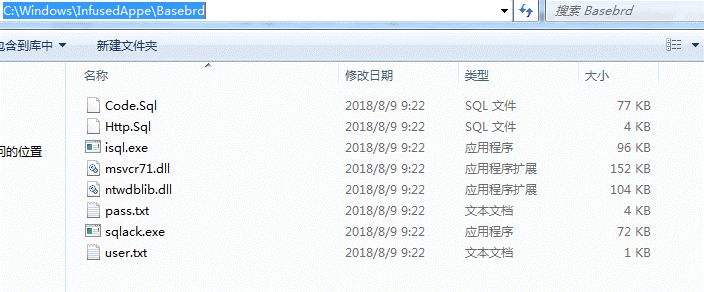 C:\Windows\InfusedAppe\Basebrd
搜索 Basebrd
包含到库中
新建文件夹
名称 修改日期 类型 大小
Code.Sql 2018/8/9 9:22 SQL 文件 77 KB
Http.Sql 2018/8/9 9:22 SQL 文件 4 KB
isql.exe 2018/8/9 9:22 应用程序 96 KB
问的位置
msvcr71.dll 2018/8/9 9:22 应用程序扩展 152 KB
ntwdblib.dll 2018/8/9 9:22 应用程序扩展 104 KB
pass.txt 2018/8/9 9:22 文本文档 4 KB
sqlack.exe 2018/8/9 9:22 应用程序 72 KB
user.txt 2018/8/9 9:22 文本文档 1 KB